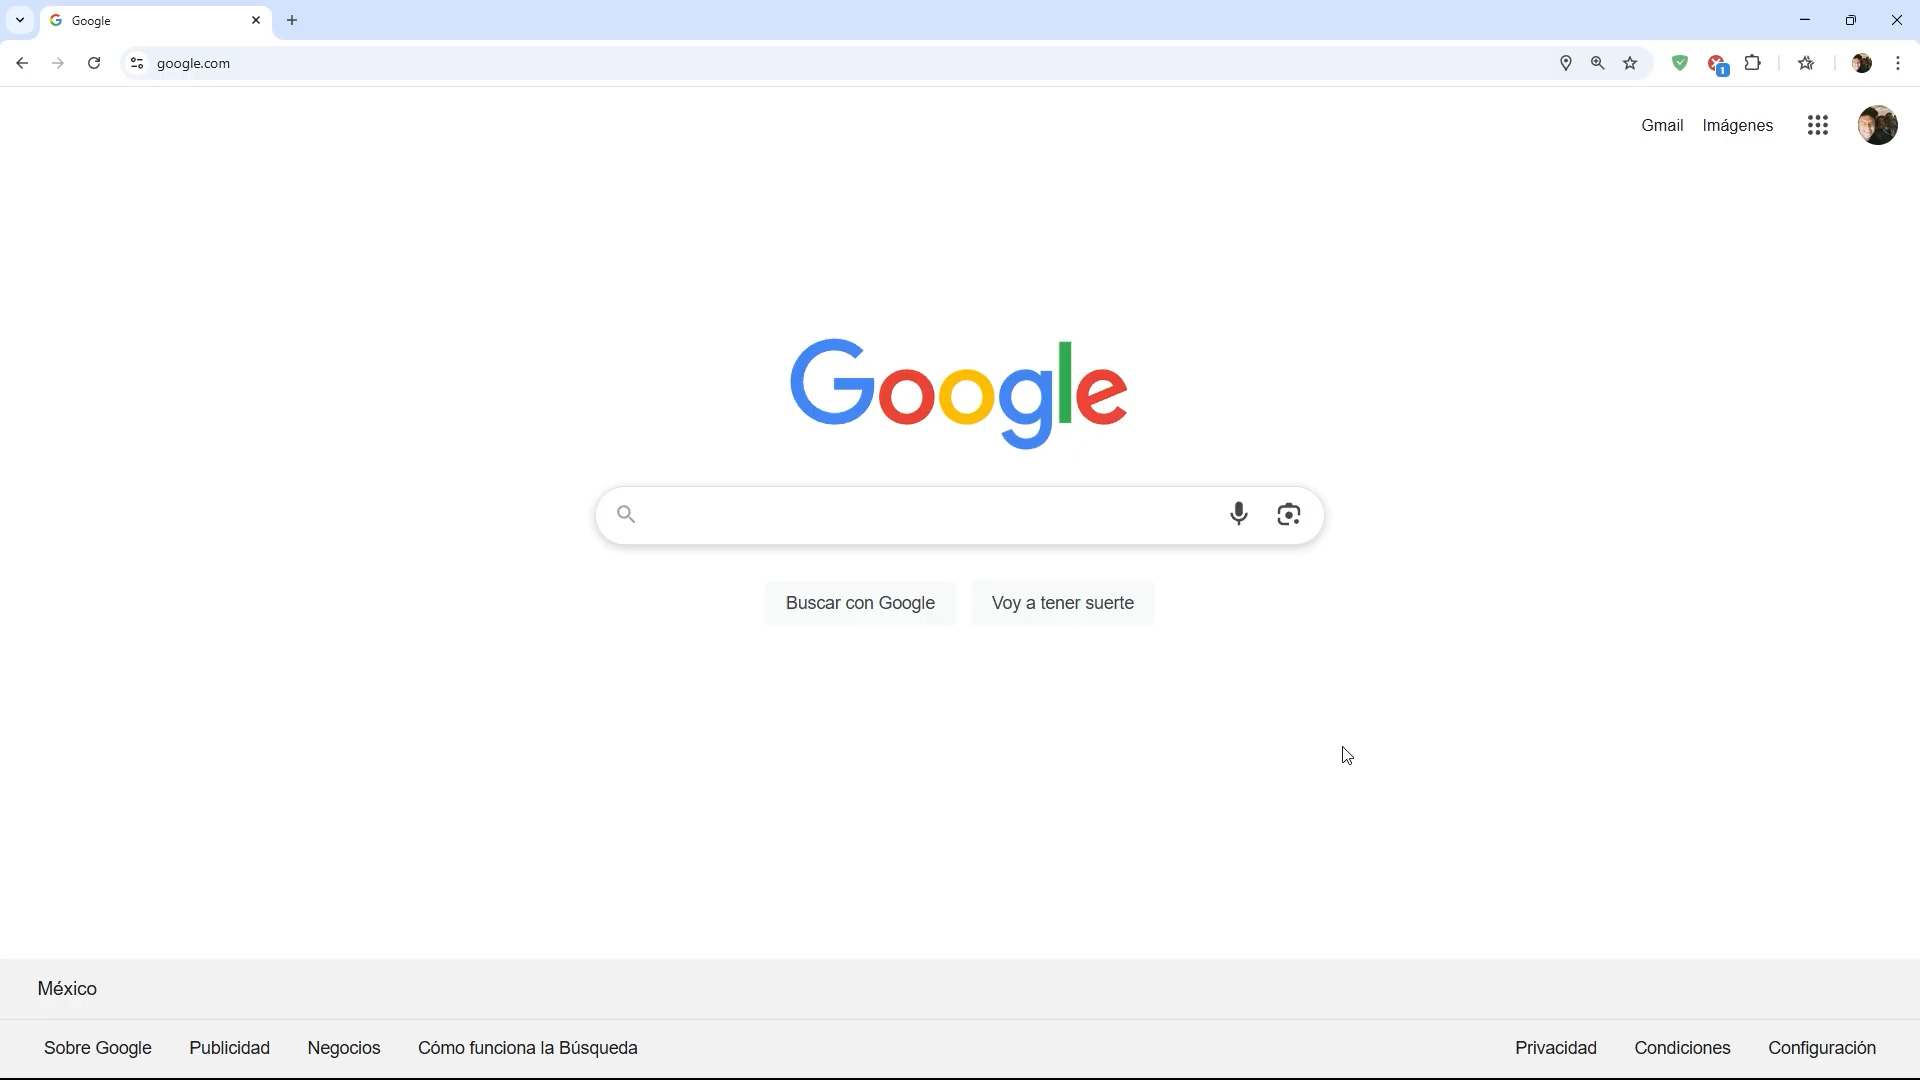 Google
google.com
1
Gmail Imágenes
Google
Buscar con Google Voy a tener suerte
México
Sobre Google Publicidad Negocios Cómo funciona la Búsqueda Privacidad Condiciones Configuración